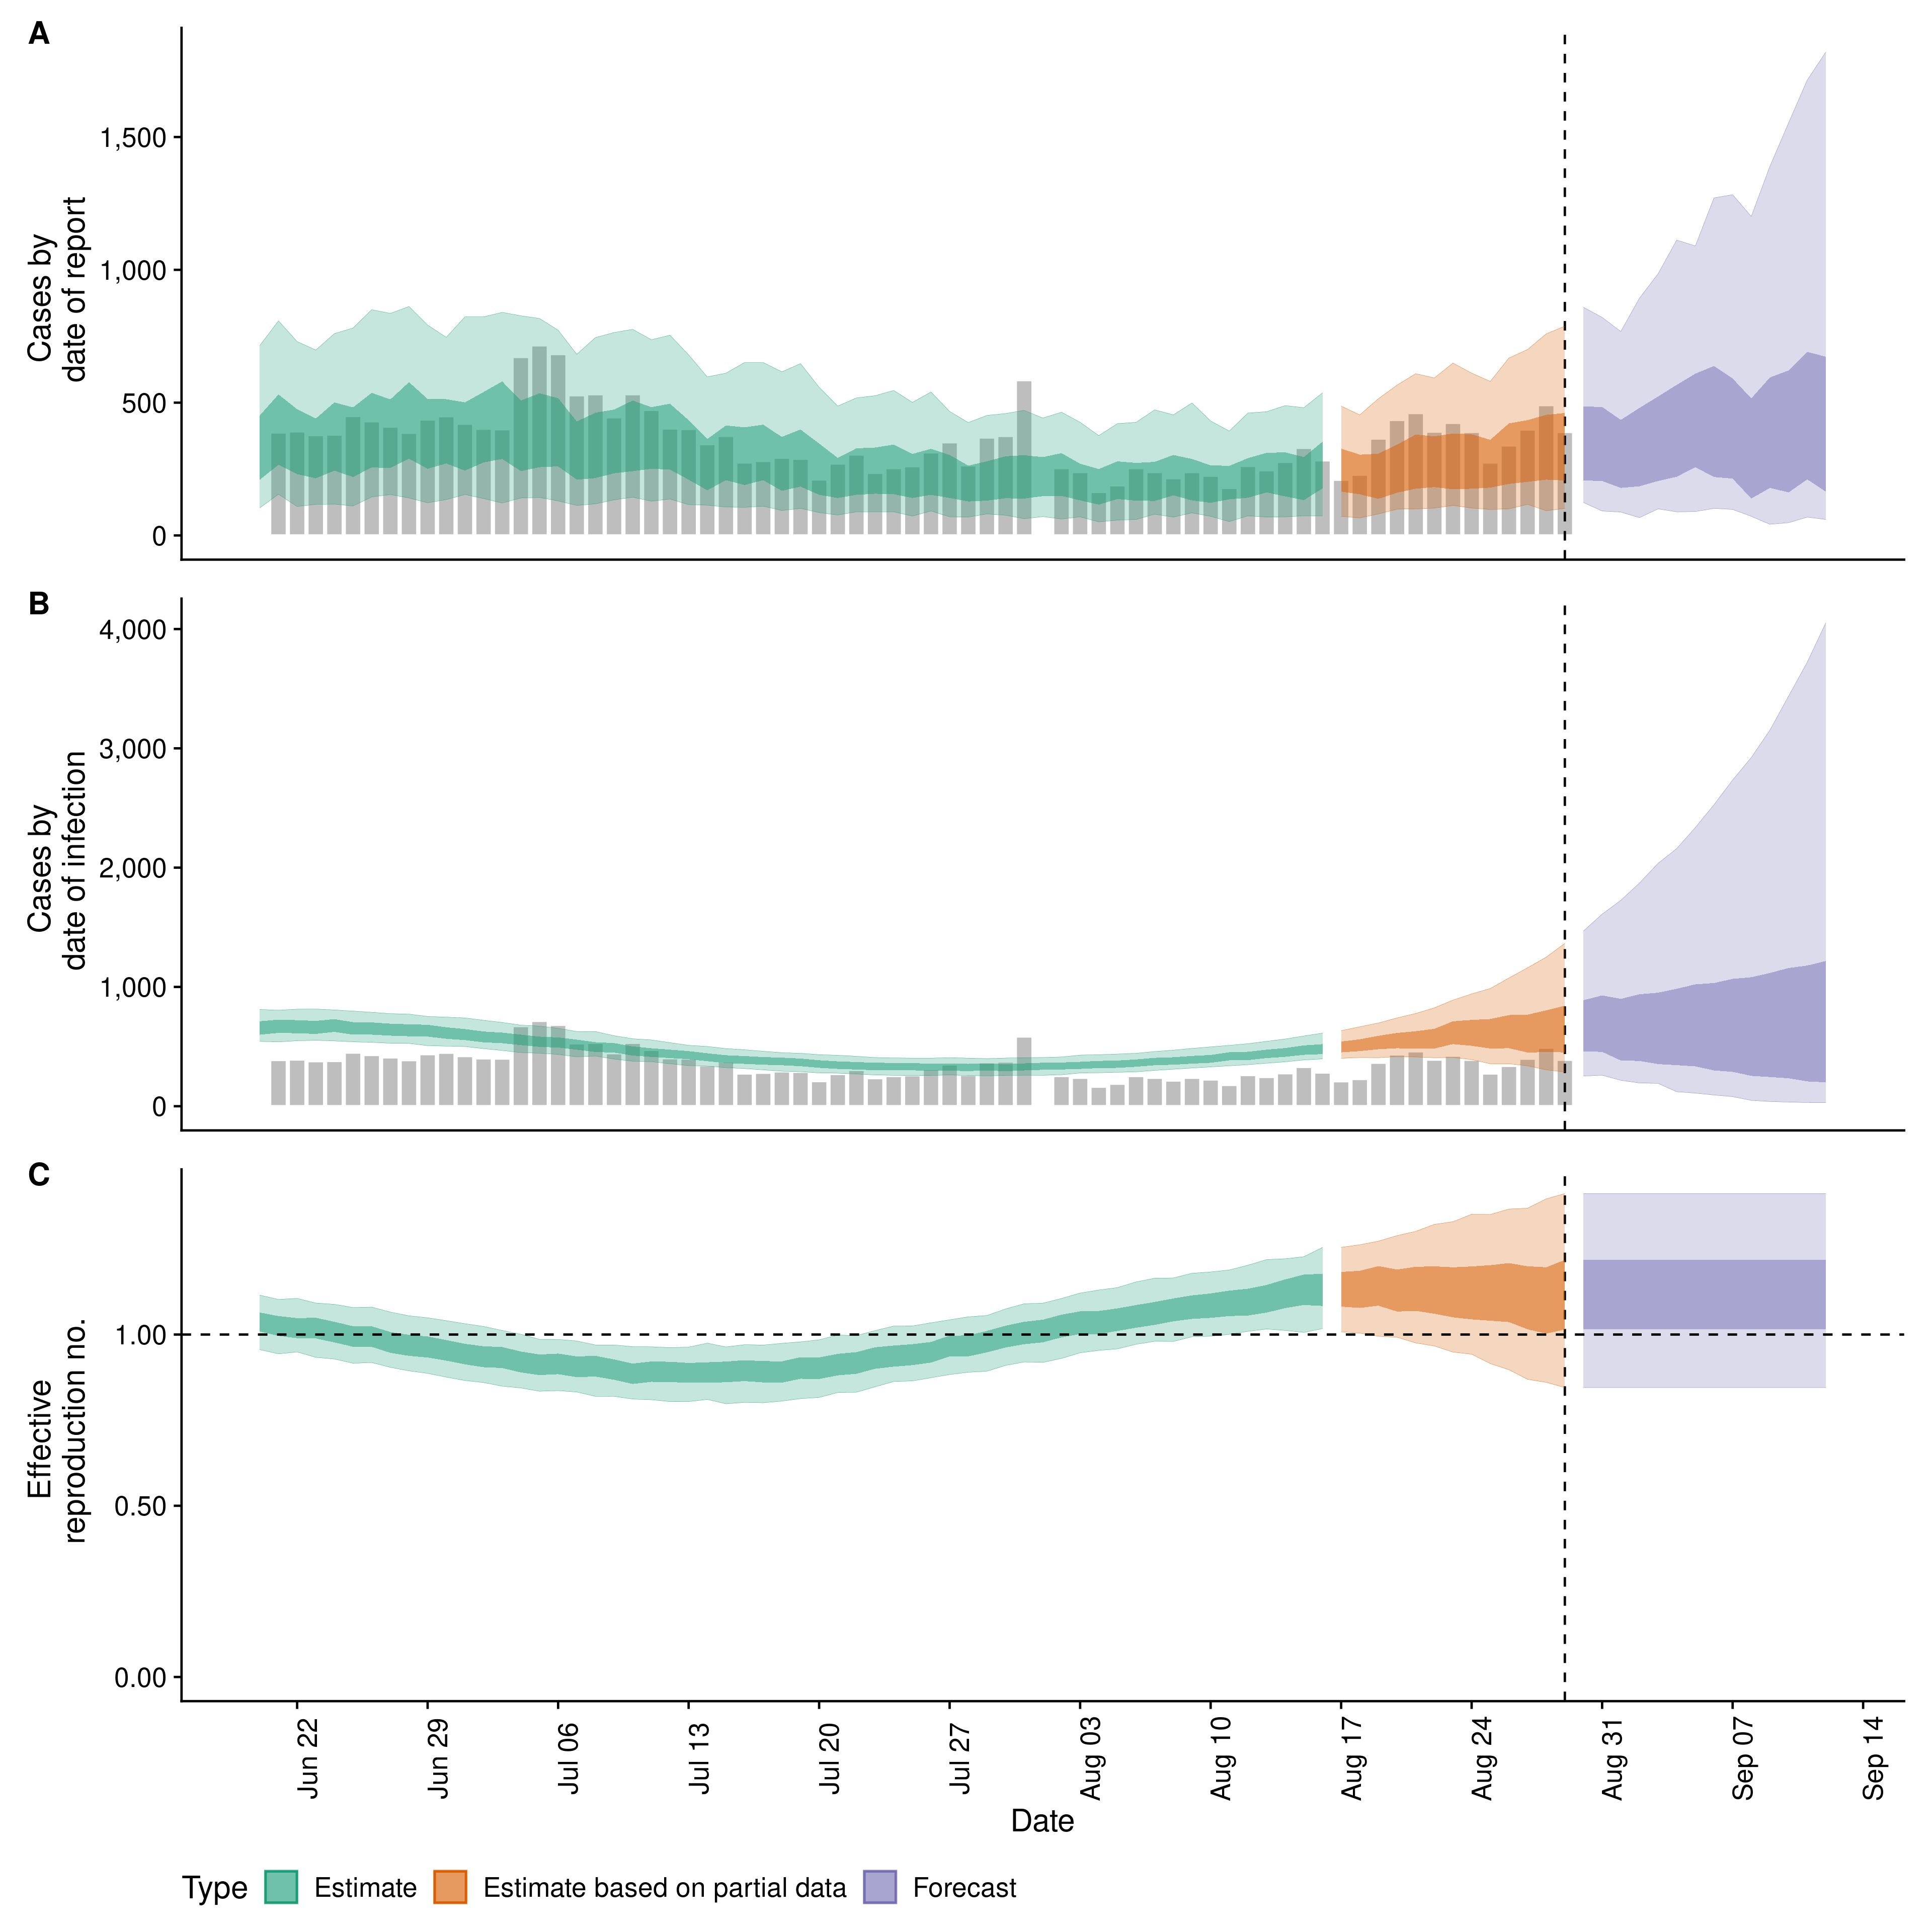 A
Cases by
date of report
1,500
1,000
500
0
B
Cases by
date of infection
4,000
3,000
2,000
1,000
0
C
Effective
reproduction no.
1.00
0.50
0.00
Jun 22
Jun 29
Jul 06
Jul 13
Jul 20
Jul 27
Aug 03
Aug 10
Aug 17
Aug 24
Aug 31
Sep 07
Sep 14
Date
Type
Estimate
Estimate based on partial data
Forecast